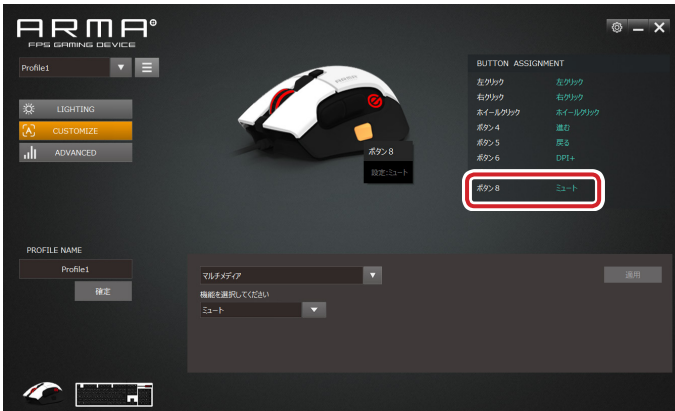 ARMA®
FPS GAMING DEVICE
Profile1
LIGHTING
CUSTOMIZE
ADVANCED
ボタン 8
設定:ミュート
BUTTON ASSIGNMENT
左クリック 左クリック
右クリック 右クリック
ホイールクリック ホイールクリック
ボタン 4 進む
ボタン 5 戻る
ボタン 6 DPI+
ボタン 8 ミュート
PROFILE NAME
Profile1
確定
マルチメディア
適用
機能を選択してください
ミュート